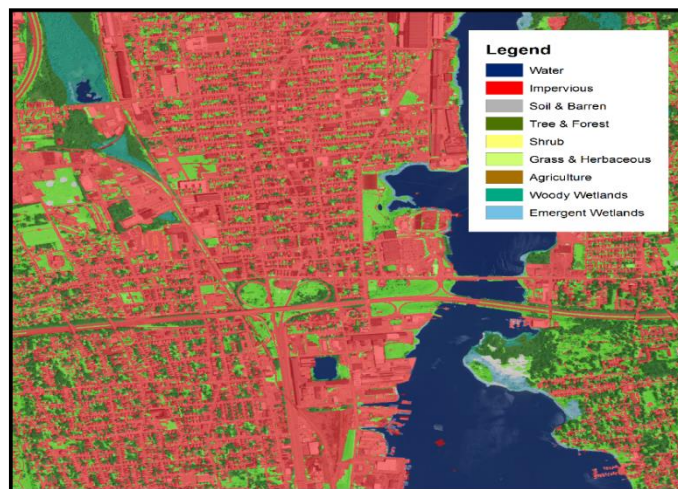 Legend
Water
Impervious
Soil & Barren
Tree & Forest
Shrub
Grass & Herbaceous
Agriculture
Woody Wetlands
Emergent Wetlands